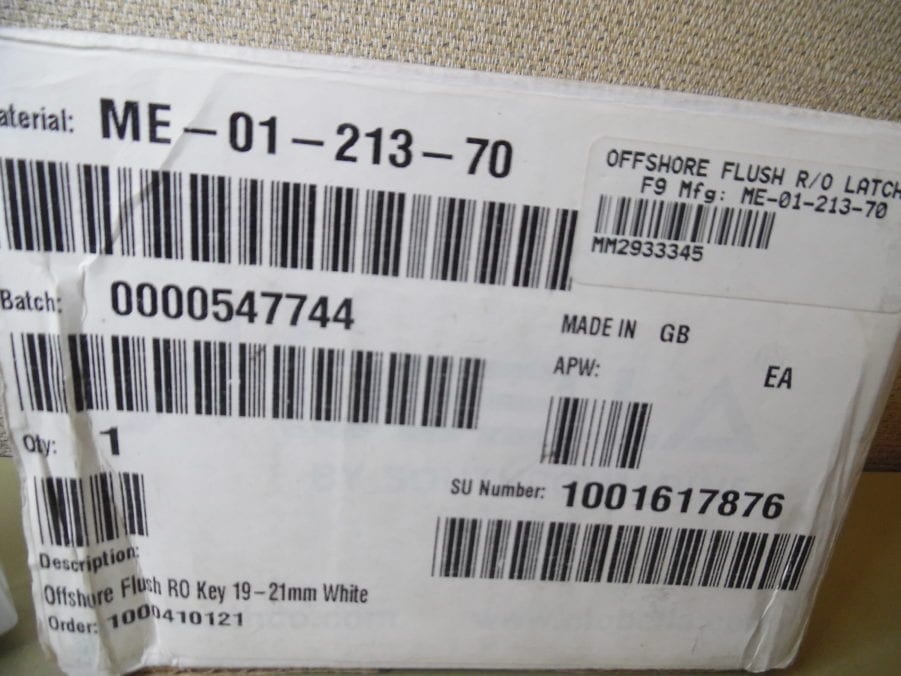 aterial: ME-01-213-70
OFFSHORE FLUSH R/O LATCH
F9 Mfg: ME-01-213-70
MM2933345
Batch: 0000547744
MADE IN GB
APW: EA
Qty: 1
SU Number: 1001617876
Description:
Offshore Flush RO Key 19-21mm White
Order: 1000410121